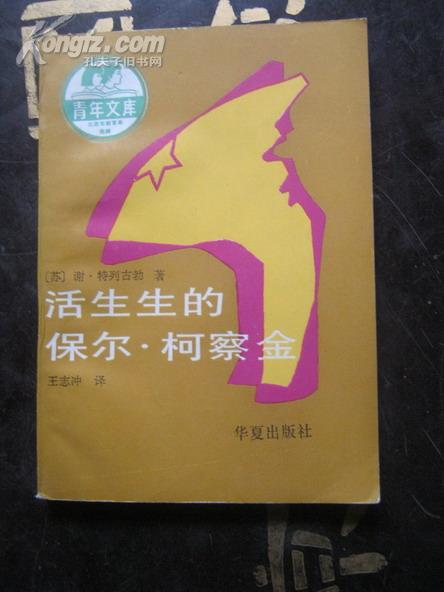 Kongfz.com
孔夫子旧书网
青年文库
[苏] 谢·特列古勃 著
活生生的
保尔·柯察金
王志冲 译
华夏出版社